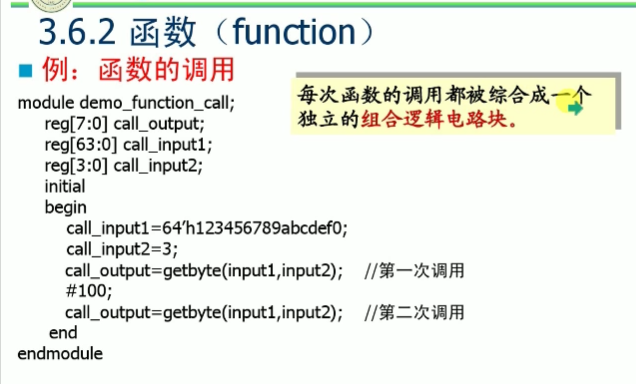 3.6.2 函数（function）
例：函数的调用
每次函数的调用都被综合成一个
独立的组合逻辑电路块。
module demo_function_call;
reg[7:0] call_output;
reg[63:0] call_input1;
reg[3:0] call_input2;
initial
begin
call_input1=64'h123456789abcdef0;
call_input2=3;
call_output=getbyte(input1,input2); //第一次调用
#100;
call_output=getbyte(input1,input2); //第二次调用
end
endmodule